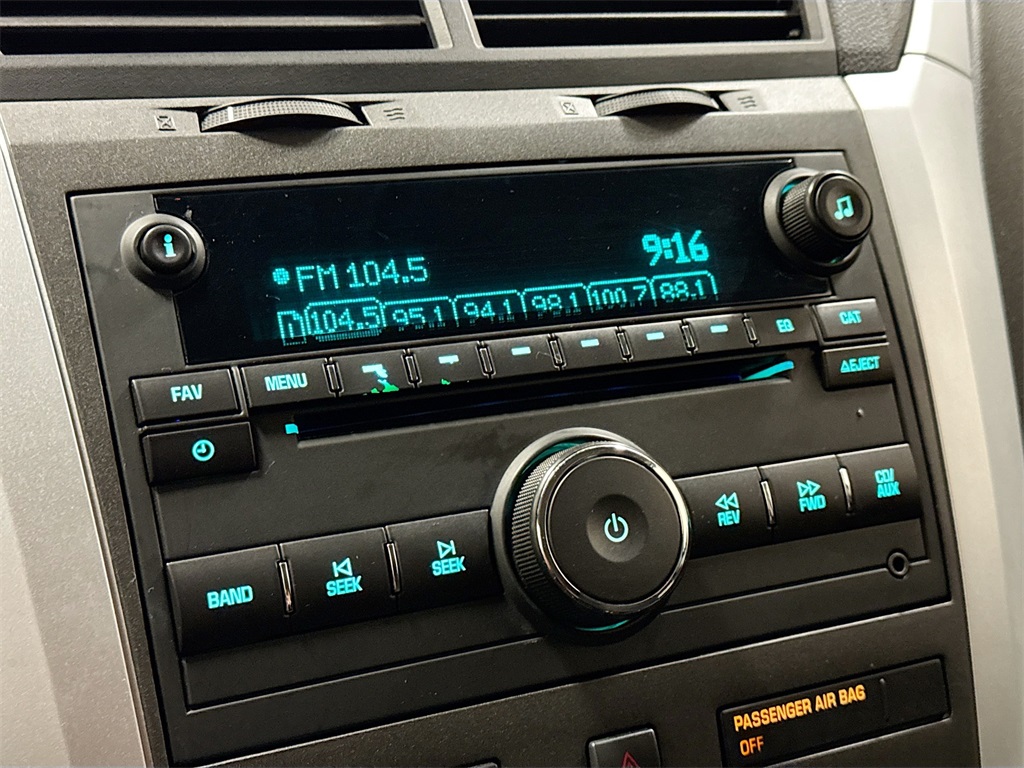 i
9:16
FM 104.5
1 104.5 95.1 94.1 98.1 100.7 88.1
FAV
MENU
EQ
CAT
EJECT
REV
FWD
CD/
AUX
BAND
SEEK
SEEK
PASSENGER AIR BAG
OFF